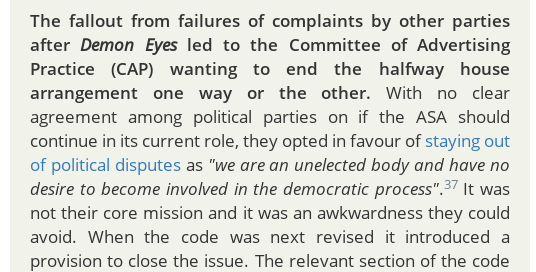 The fallout from failures of complaints by other parties
after Demon Eyes led to the Committee of Advertising
Practice (CAP) wanting to end the halfway house
arrangement one way or the other. With no clear
agreement among political parties on if the ASA should
continue in its current role, they opted in favour of staying out
of political disputes as "we are an unelected body and have no
desire to become involved in the democratic process".37 It was
not their core mission and it was an awkwardness they could
avoid. When the code was next revised it introduced a
provision to close the issue. The relevant section of the code